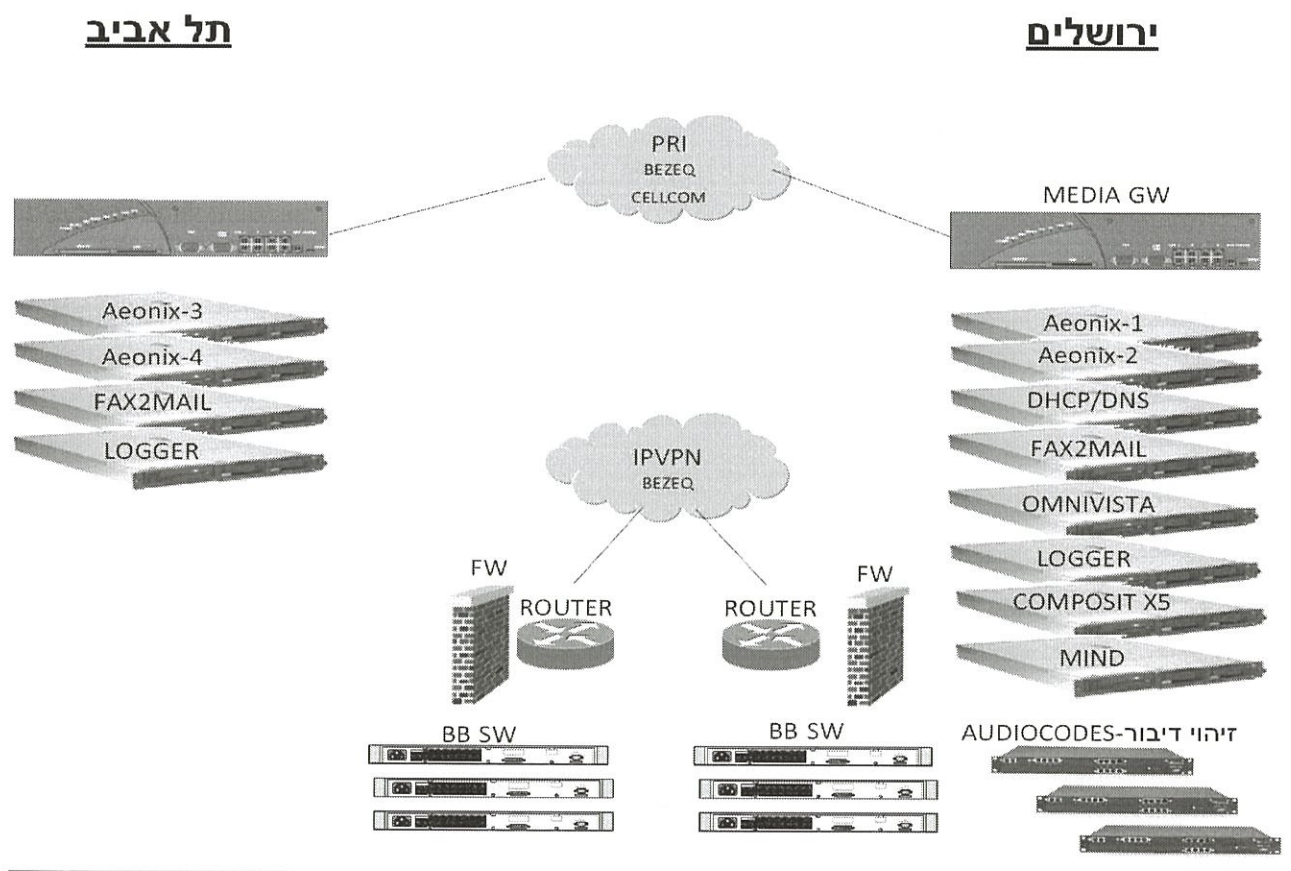 תל אביב
ירושלים
PRI
BEZEQ
CELLCOM
MEDIA GW
Aeonix-3
Aeonix-4
FAX2MAIL
LOGGER
Aeonix-1
Aeonix-2
DHCP/DNS
FAX2MAIL
OMNIVISTA
LOGGER
COMPOSIT X5
MIND
IPVPN
BEZEQ
FW
ROUTER
ROUTER
FW
BB SW
BB SW
AUDIOCODES-זיהוי דיבור